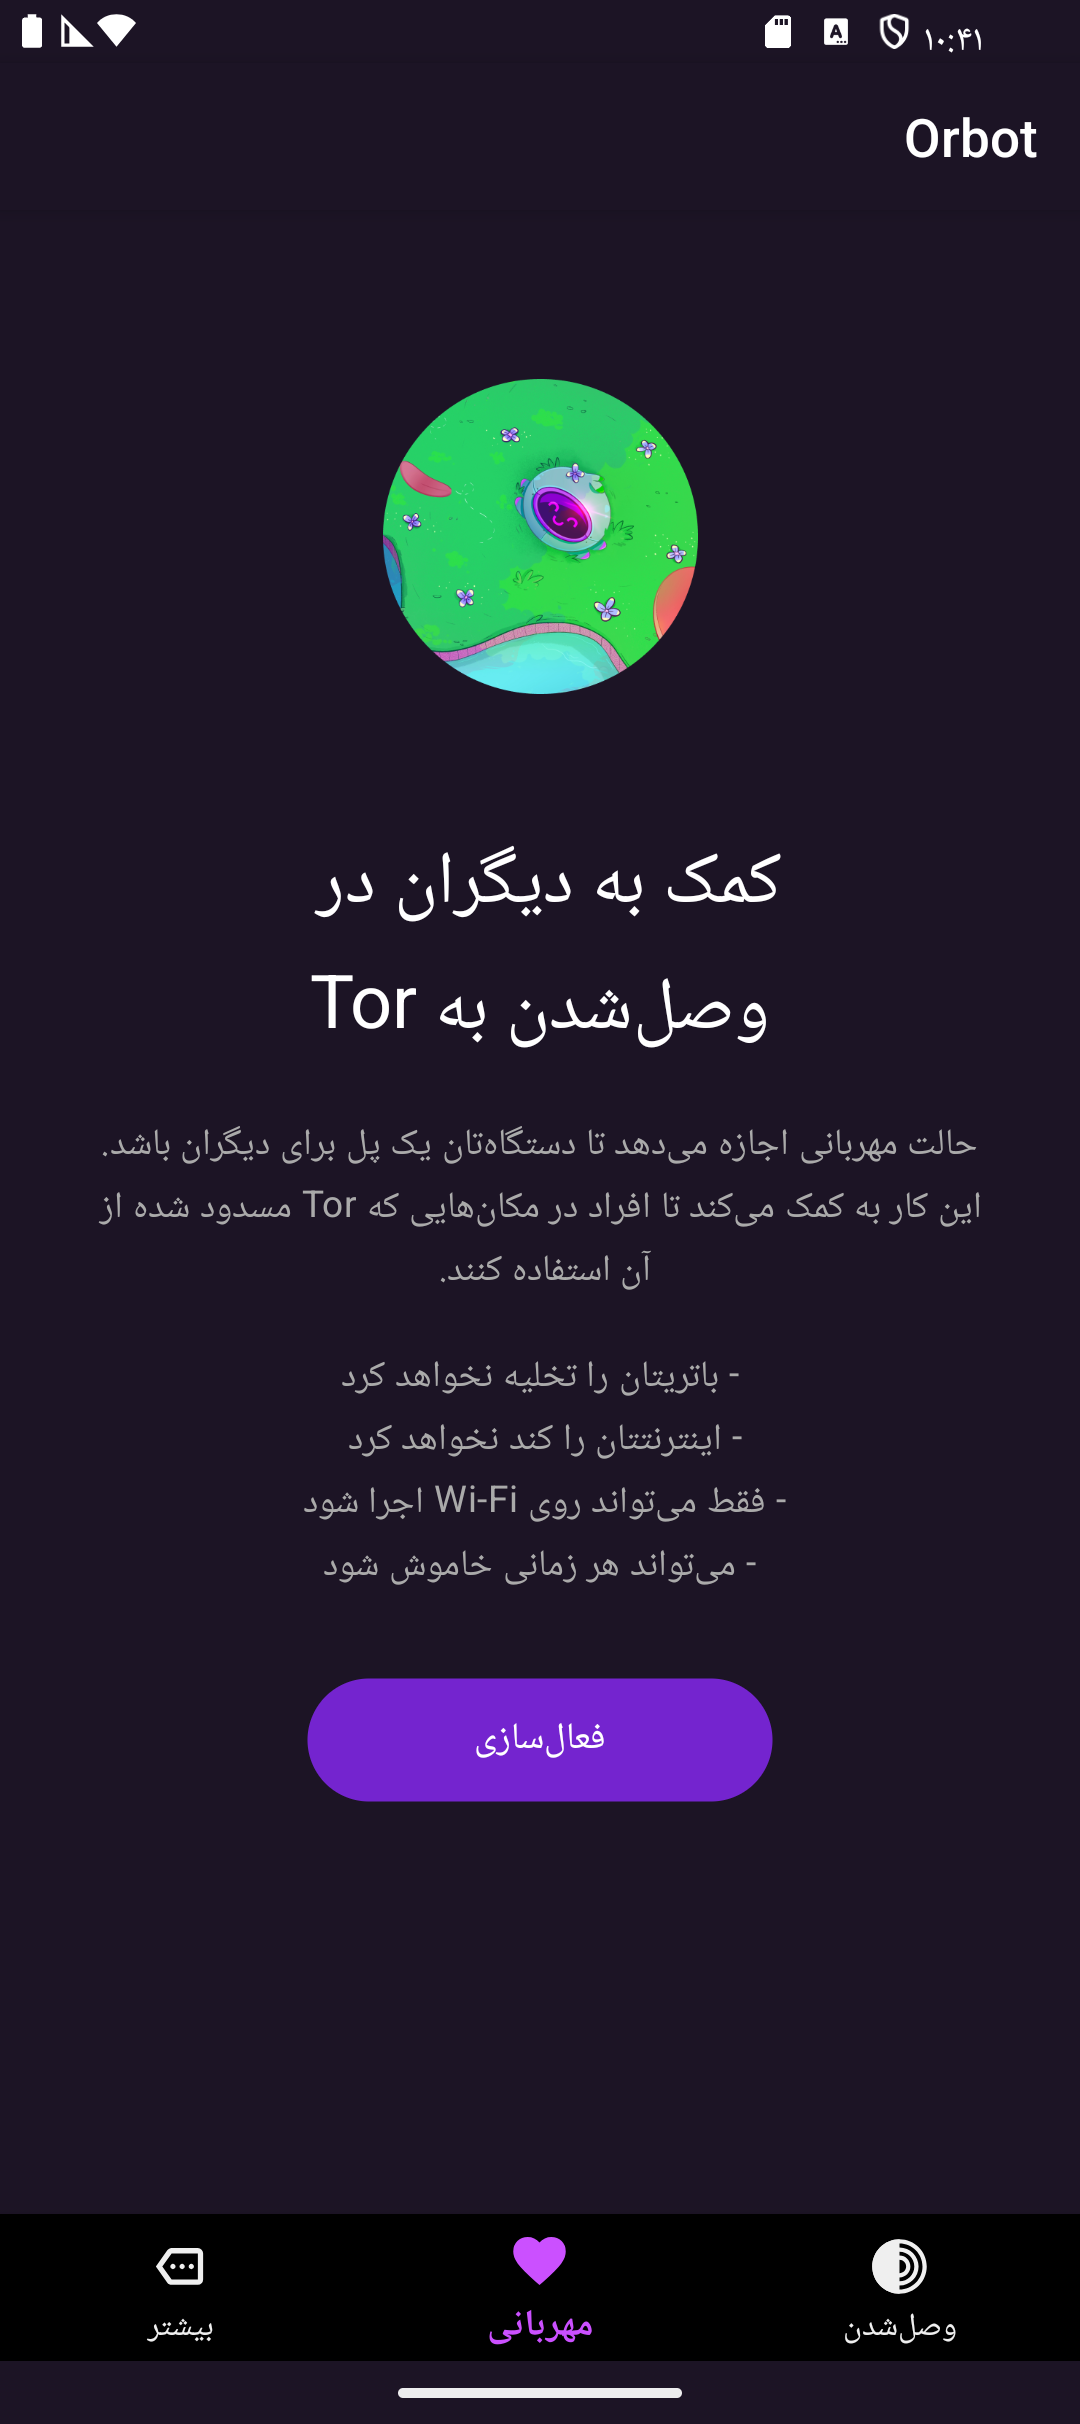 ۱۰:۴۱
Orbot
کمک به دیگران در
وصل‌شدن به Tor
حالت مهربانی اجازه می‌دهد تا دستگاه‌تان یک پل برای دیگران باشد.
این کار به کمک می‌کند تا افراد در مکان‌هایی که Tor مسدود شده از
آن استفاده کنند.
- باتریتان را تخلیه نخواهد کرد
- اینترنتتان را کند نخواهد کرد
- فقط می‌تواند روی Wi-Fi اجرا شود
- می‌تواند هر زمانی خاموش شود
فعال‌سازی
وصل‌شدن
مهربانی
بیشتر